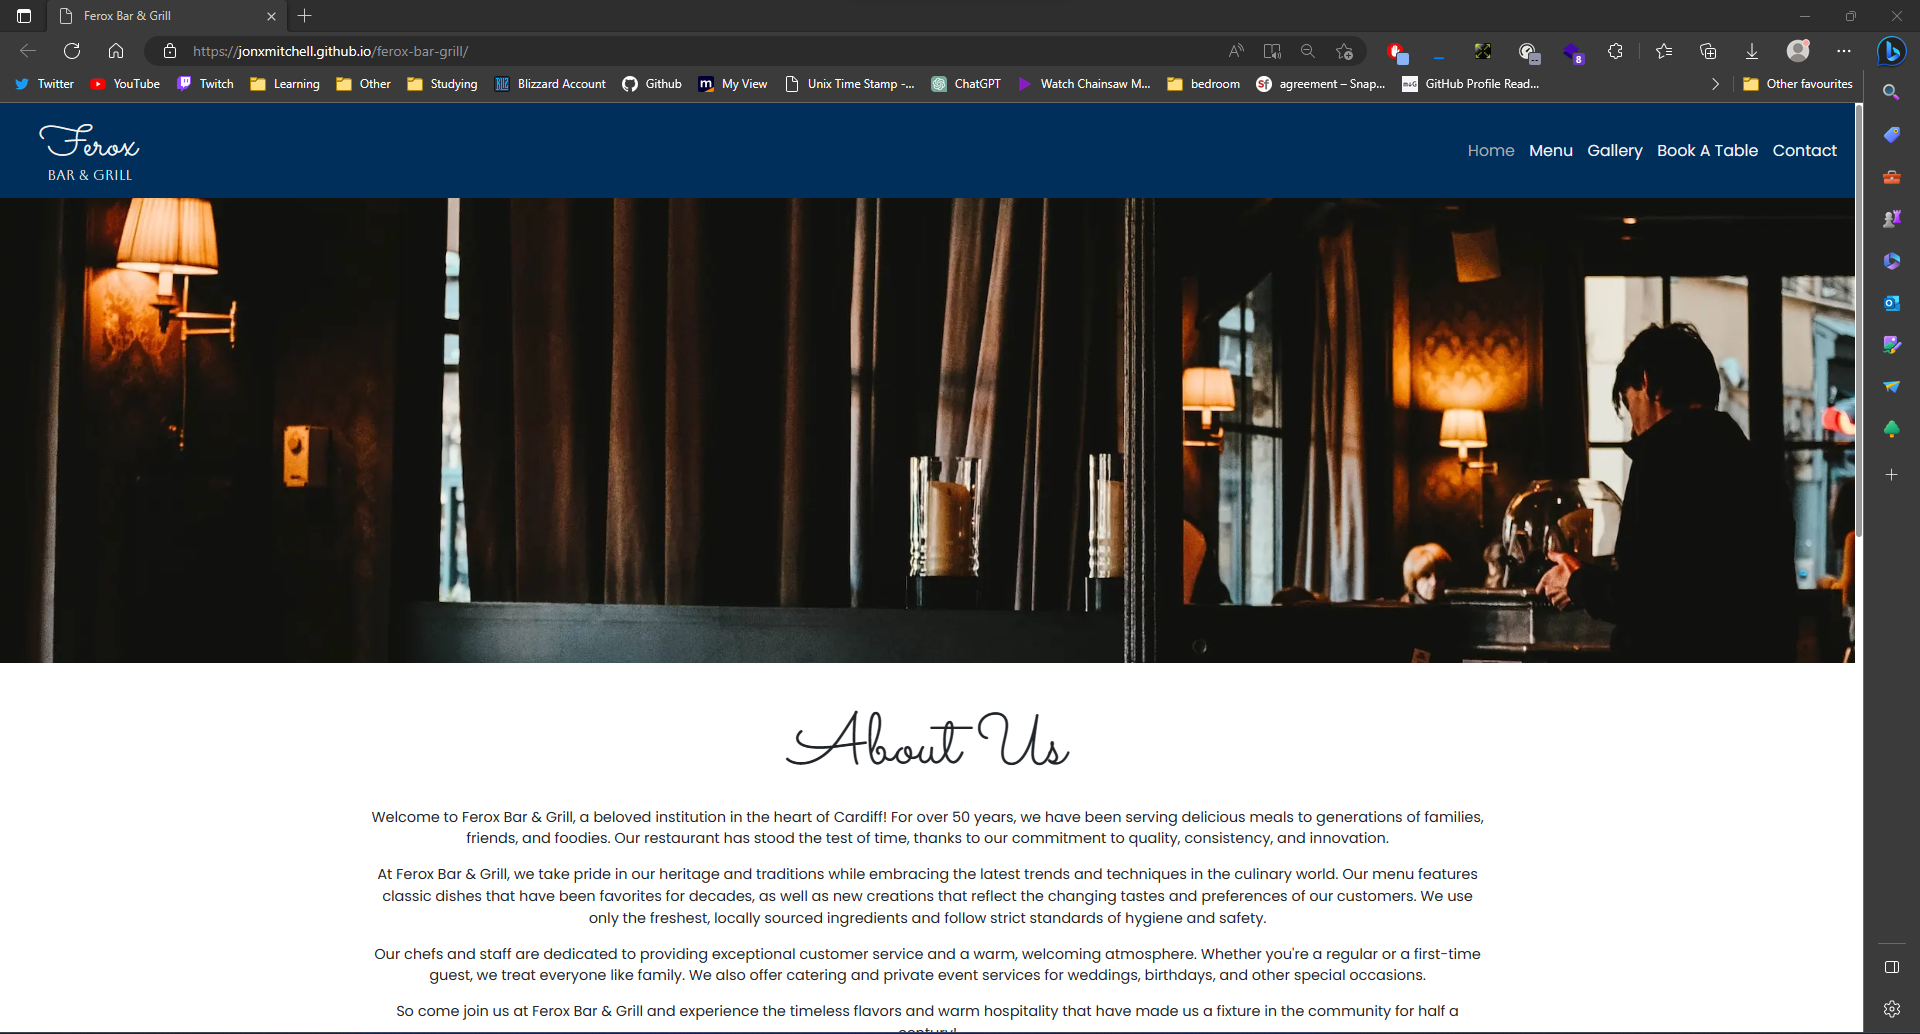 Ferox Bar & Grill
https://jonxmitchell.github.io/ferox-bar-grill/
8
Twitter YouTube Twitch Learning Other Studying Blizzard Account Github My View Unix Time Stamp -... ChatGPT Watch Chainsaw M... bedroom agreement – Snap... GitHub Profile Read... Other favourites
Ferox
BAR & GRILL
Home Menu Gallery Book A Table Contact
About Us
Welcome to Ferox Bar & Grill, a beloved institution in the heart of Cardiff! For over 50 years, we have been serving delicious meals to generations of families,
friends, and foodies. Our restaurant has stood the test of time, thanks to our commitment to quality, consistency, and innovation.
At Ferox Bar & Grill, we take pride in our heritage and traditions while embracing the latest trends and techniques in the culinary world. Our menu features
classic dishes that have been favorites for decades, as well as new creations that reflect the changing tastes and preferences of our customers. We use
only the freshest, locally sourced ingredients and follow strict standards of hygiene and safety.
Our chefs and staff are dedicated to providing exceptional customer service and a warm, welcoming atmosphere. Whether you're a regular or a first-time
guest, we treat everyone like family. We also offer catering and private event services for weddings, birthdays, and other special occasions.
So come join us at Ferox Bar & Grill and experience the timeless flavors and warm hospitality that have made us a fixture in the community for half a
century!